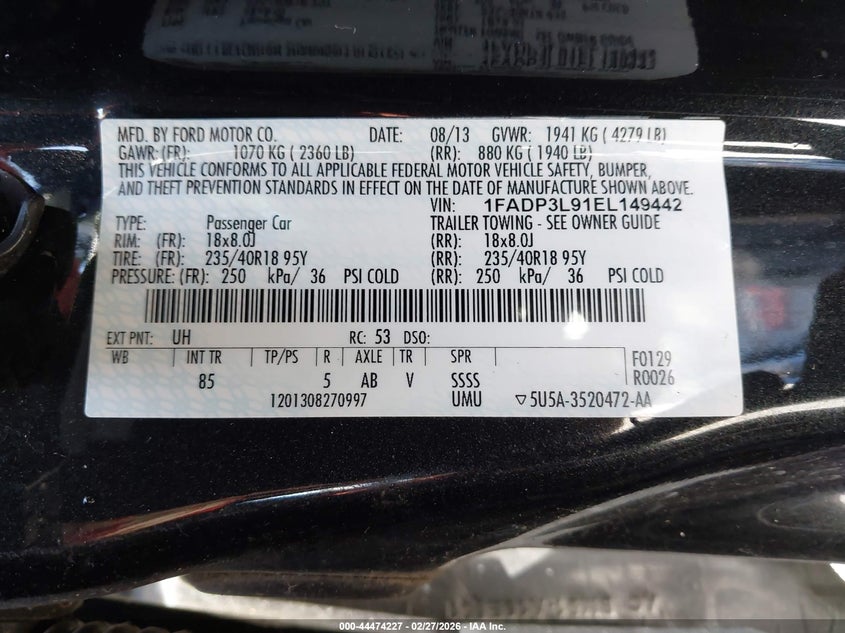 MFD. BY FORD MOTOR CO. DATE: 08/13 GVWR: 1941 KG ( 4279 LB)
GAWR: (FR): 1070 KG ( 2360 LB) (RR): 880 KG ( 1940 LB)
THIS VEHICLE CONFORMS TO ALL APPLICABLE FEDERAL MOTOR VEHICLE SAFETY, BUMPER,
AND THEFT PREVENTION STANDARDS IN EFFECT ON THE DATE OF MANUFACTURE SHOWN ABOVE.
VIN: 1FADP3L91EL149442
TYPE: Passenger Car TRAILER TOWING - SEE OWNER GUIDE
RIM: (FR): 18x8.0J (RR): 18x8.0J
TIRE: (FR): 235/40R18 95Y (RR): 235/40R18 95Y
PRESSURE: (FR): 250 kPa/ 36 PSI COLD (RR): 250 kPa/ 36 PSI COLD
EXT PNT: UH RC: 53 DSO:
WB INT TR TP/PS R AXLE TR SPR F0129
85 5 AB V SSSS R0026
1201308270997 UMU ▽5U5A-3520472-AA
000-44474227 - 02/27/2026 - IAA Inc.